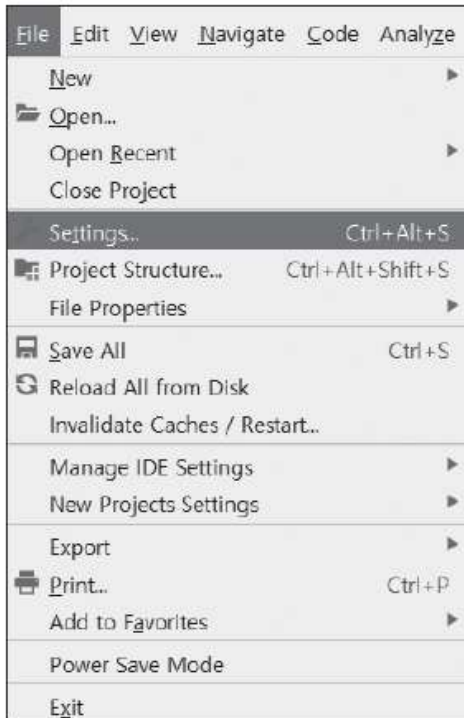 File Edit View Navigate Code Analyze
New
Open...
Open Recent
Close Project
Settings... Ctrl+Alt+S
Project Structure... Ctrl+Alt+Shift+S
File Properties
Save All Ctrl+S
Reload All from Disk
Invalidate Caches / Restart...
Manage IDE Settings
New Projects Settings
Export
Print... Ctrl+P
Add to Favorites
Power Save Mode
Exit